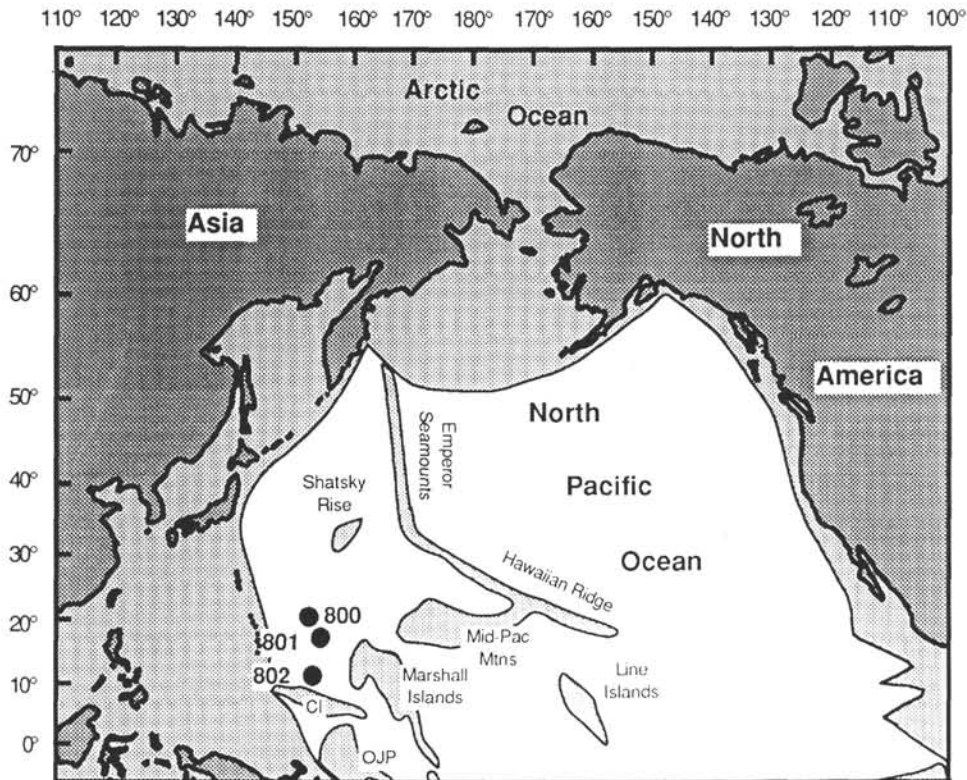 110° 120° 130° 140° 150° 160° 170° 180° 170° 160° 150° 140° 130° 120° 110° 100°
Arctic
Ocean
70°
Asia
North
60°
America
50°
North
Emperor
Seamounts
Pacific
40°
Shatsky
Rise
Ocean
30°
Hawaiian Ridge
20°
800
801
Mid-Pac
Mtns
802
Marshall
Islands
Line
Islands
10°
CI
0°
OJP